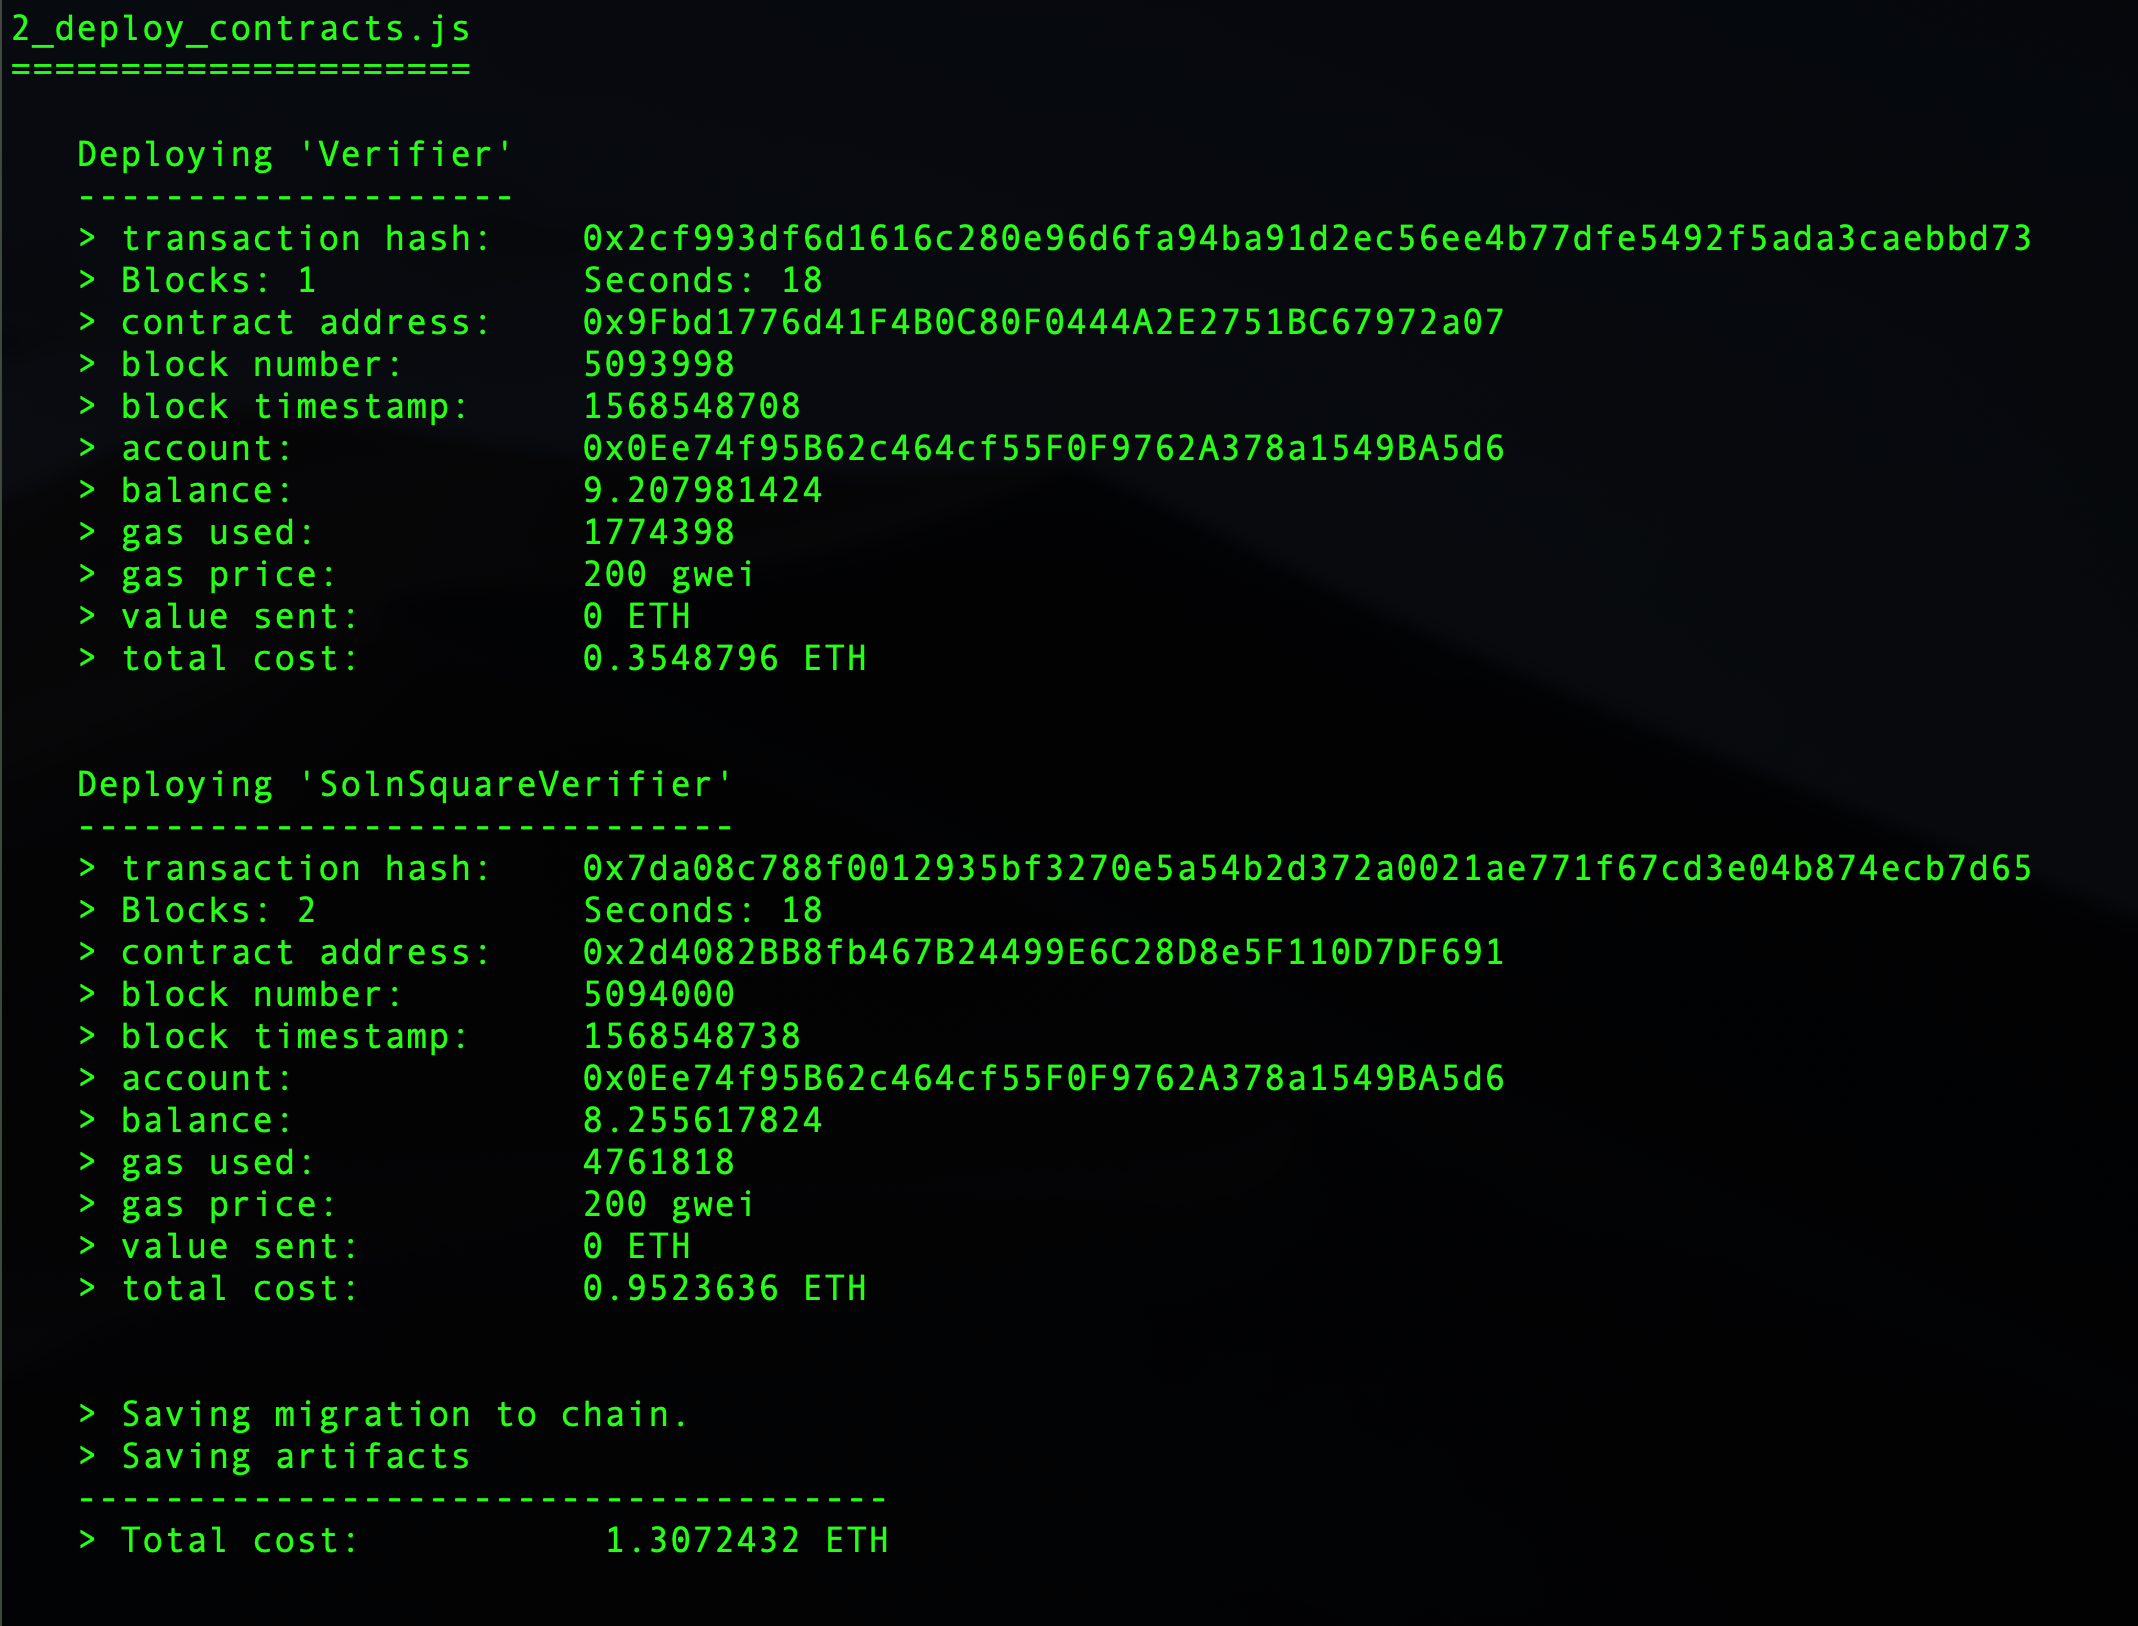 2_deploy_contracts.js
=====================
Deploying 'Verifier'
--------------------
> transaction hash:    0x2cf993df6d1616c280e96d6fa94ba91d2ec56ee4b77dfe5492f5ada3caebbd73
> Blocks: 1            Seconds: 18
> contract address:    0x9Fbd1776d41F4B0C80F0444A2E2751BC67972a07
> block number:        5093998
> block timestamp:     1568548708
> account:             0x0Ee74f95B62c464cf55F0F9762A378a1549BA5d6
> balance:             9.207981424
> gas used:            1774398
> gas price:           200 gwei
> value sent:          0 ETH
> total cost:          0.3548796 ETH
Deploying 'SolnSquareVerifier'
------------------------------
> transaction hash:    0x7da08c788f0012935bf3270e5a54b2d372a0021ae771f67cd3e04b874ecb7d65
> Blocks: 2            Seconds: 18
> contract address:    0x2d4082BB8fb467B24499E6C28D8e5F110D7DF691
> block number:        5094000
> block timestamp:     1568548738
> account:             0x0Ee74f95B62c464cf55F0F9762A378a1549BA5d6
> balance:             8.255617824
> gas used:            4761818
> gas price:           200 gwei
> value sent:          0 ETH
> total cost:          0.9523636 ETH
> Saving migration to chain.
> Saving artifacts
-------------------------------------
> Total cost:           1.3072432 ETH